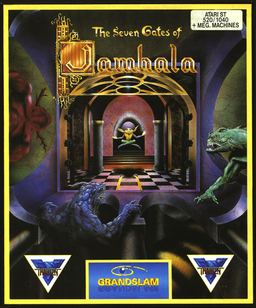 The Seven Gates of
Jambala
ATARI ST
520/1040
+ MEG. MACHINES
GRANDSLAM